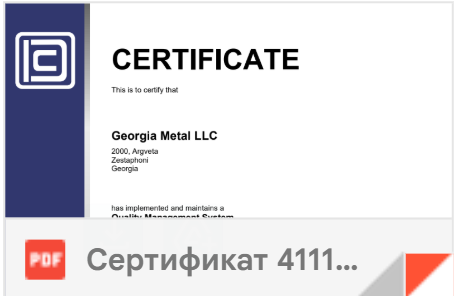 CERTIFICATE
This is to certify that
Georgia Metal LLC
2000, Argveta
Zestaphoni
Georgia
has implemented and maintains a
Quality Management System
PDF
Сертификат 4111...